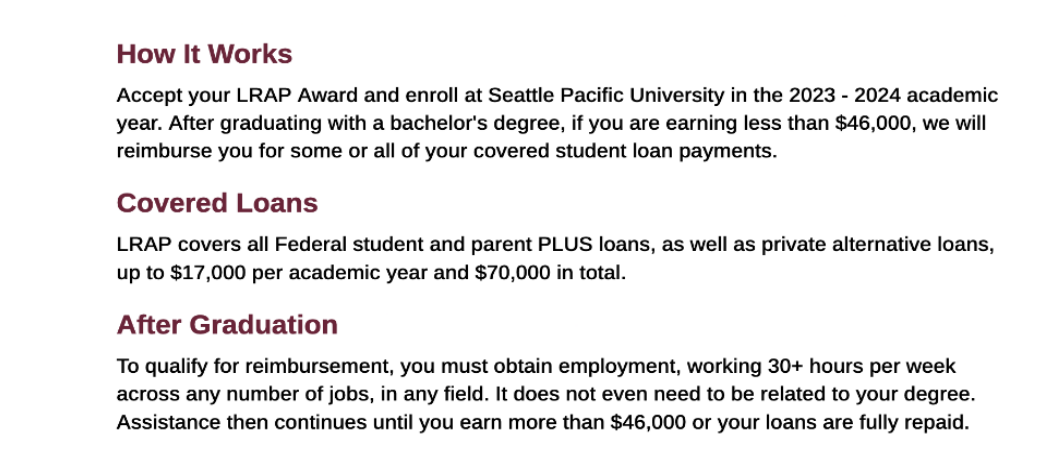 How It Works
Accept your LRAP Award and enroll at Seattle Pacific University in the 2023 - 2024 academic
year. After graduating with a bachelor's degree, if you are earning less than $46,000, we will
reimburse you for some or all of your covered student loan payments.
Covered Loans
LRAP covers all Federal student and parent PLUS loans, as well as private alternative loans,
up to $17,000 per academic year and $70,000 in total.
After Graduation
To qualify for reimbursement, you must obtain employment, working 30+ hours per week
across any number of jobs, in any field. It does not even need to be related to your degree.
Assistance then continues until you earn more than $46,000 or your loans are fully repaid.